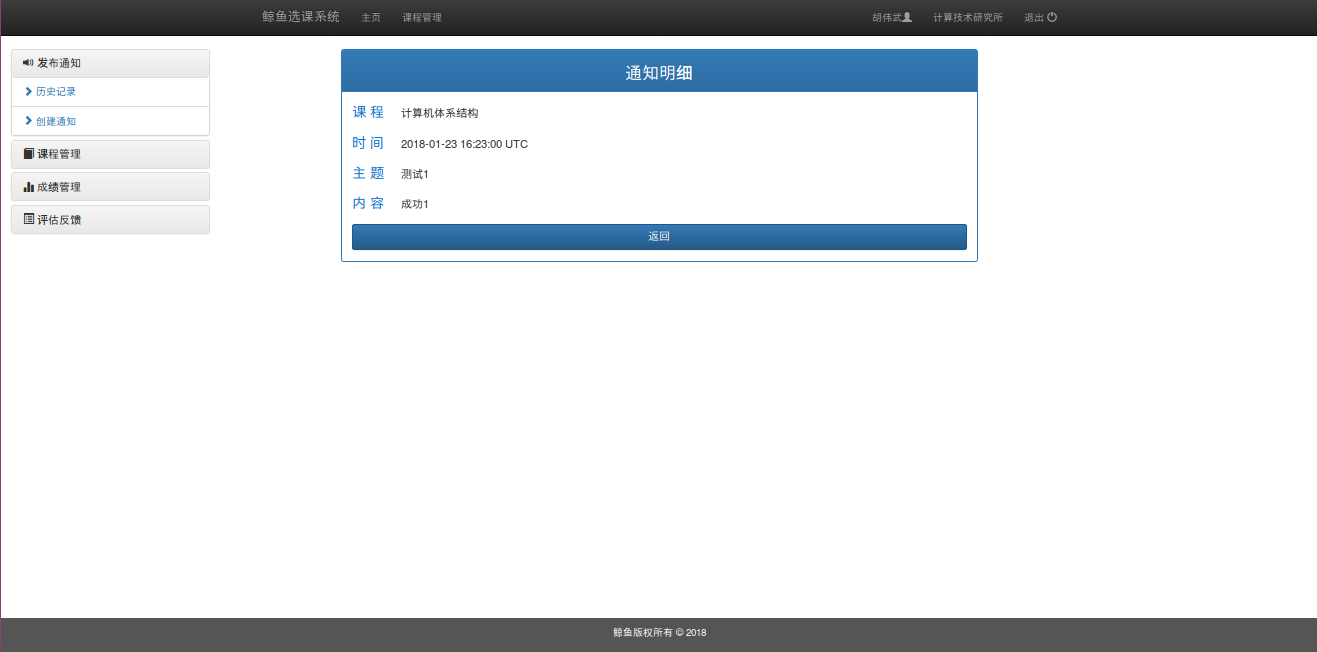 鲸鱼选课系统 主页 课程管理 胡伟武 计算技术研究所 退出
发布通知
历史记录
创建通知
课程管理
成绩管理
评估反馈
通知明细
课 程 计算机体系结构
时 间 2018-01-23 16:23:00 UTC
主 题 测试1
内 容 成功1
返回
鲸鱼版权所有 © 2018